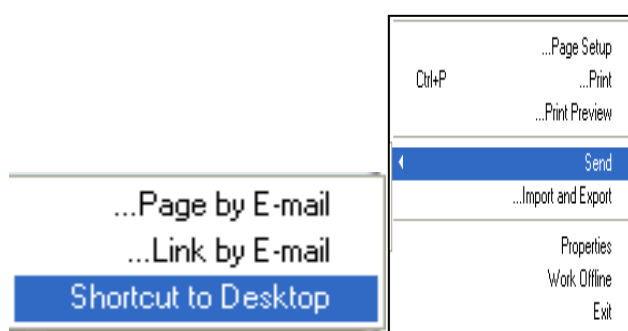 ...Page Setup
Ctrl+P ...Print
...Print Preview
Send
...Import and Export
Properties
Work Offline
Exit
...Page by E-mail
...Link by E-mail
Shortcut to Desktop